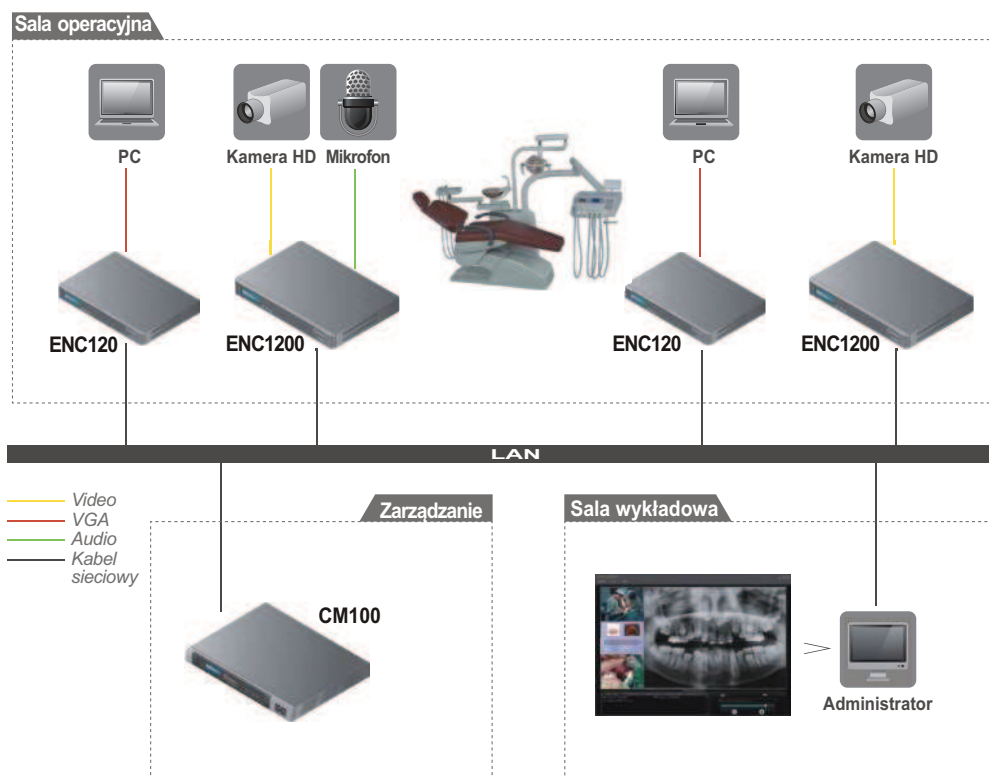 Sala operacyjna
PC
Kamera HD
Mikrofon
PC
Kamera HD
ENC120
ENC1200
ENC120
ENC1200
LAN
Video
VGA
Audio
Kabel
sieciowy
Zarządzanie
CM100
Sala wykładowa
Administrator